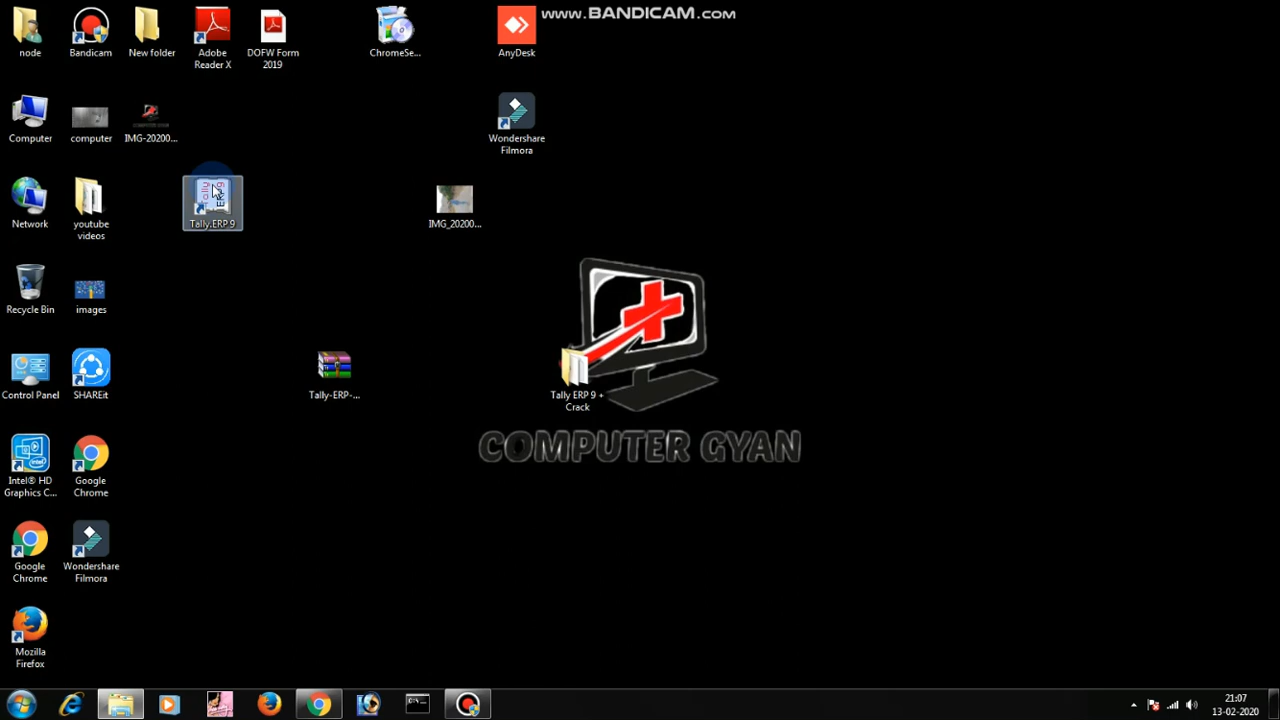 www.BANDICAM.com
node
Bandicam
New folder
Adobe
Reader X
DOFW Form
2019
ChromeSe...
AnyDesk
Computer
computer
IMG-20200...
Wondershare
Filmora
Network
youtube
videos
Tally
ERP 9
Tally.ERP 9
IMG_20200...
Recycle Bin
images
Control Panel
SHAREit
Tally-ERP-...
Tally ERP 9 +
Crack
COMPUTER GYAN
Intel® HD
Graphics C...
Google
Chrome
Google
Chrome
Wondershare
Filmora
Mozilla
Firefox
21:07
13-02-2020